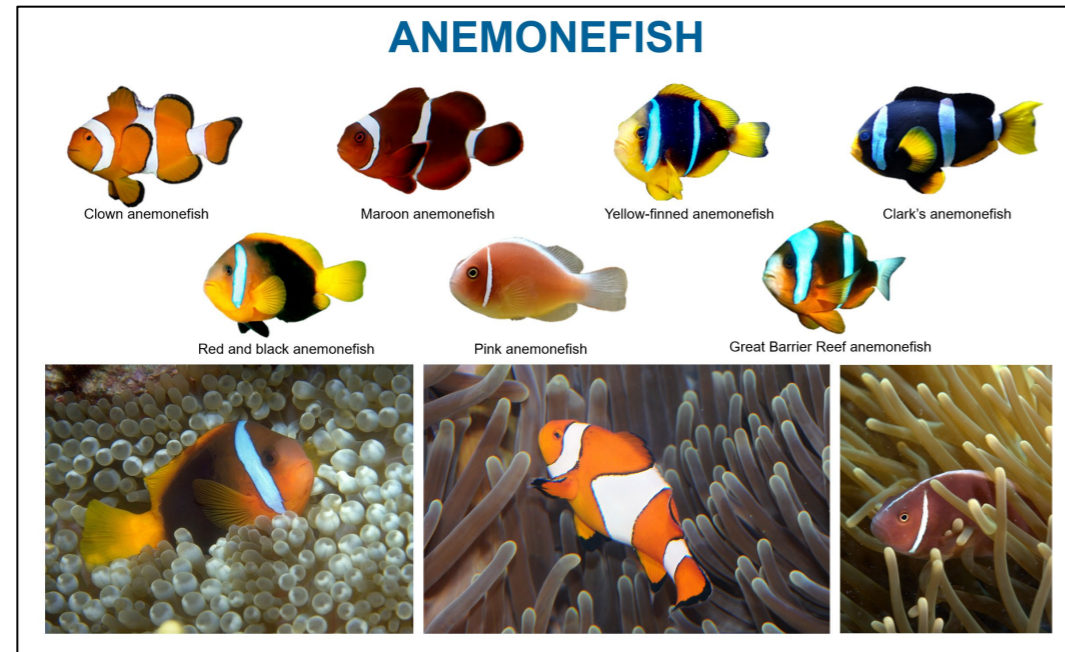 ANEMONEFISH
Clown anemonefish
Maroon anemonefish
Yellow-finned anemonefish
Clark's anemonefish
Red and black anemonefish
Pink anemonefish
Great Barrier Reef anemonefish